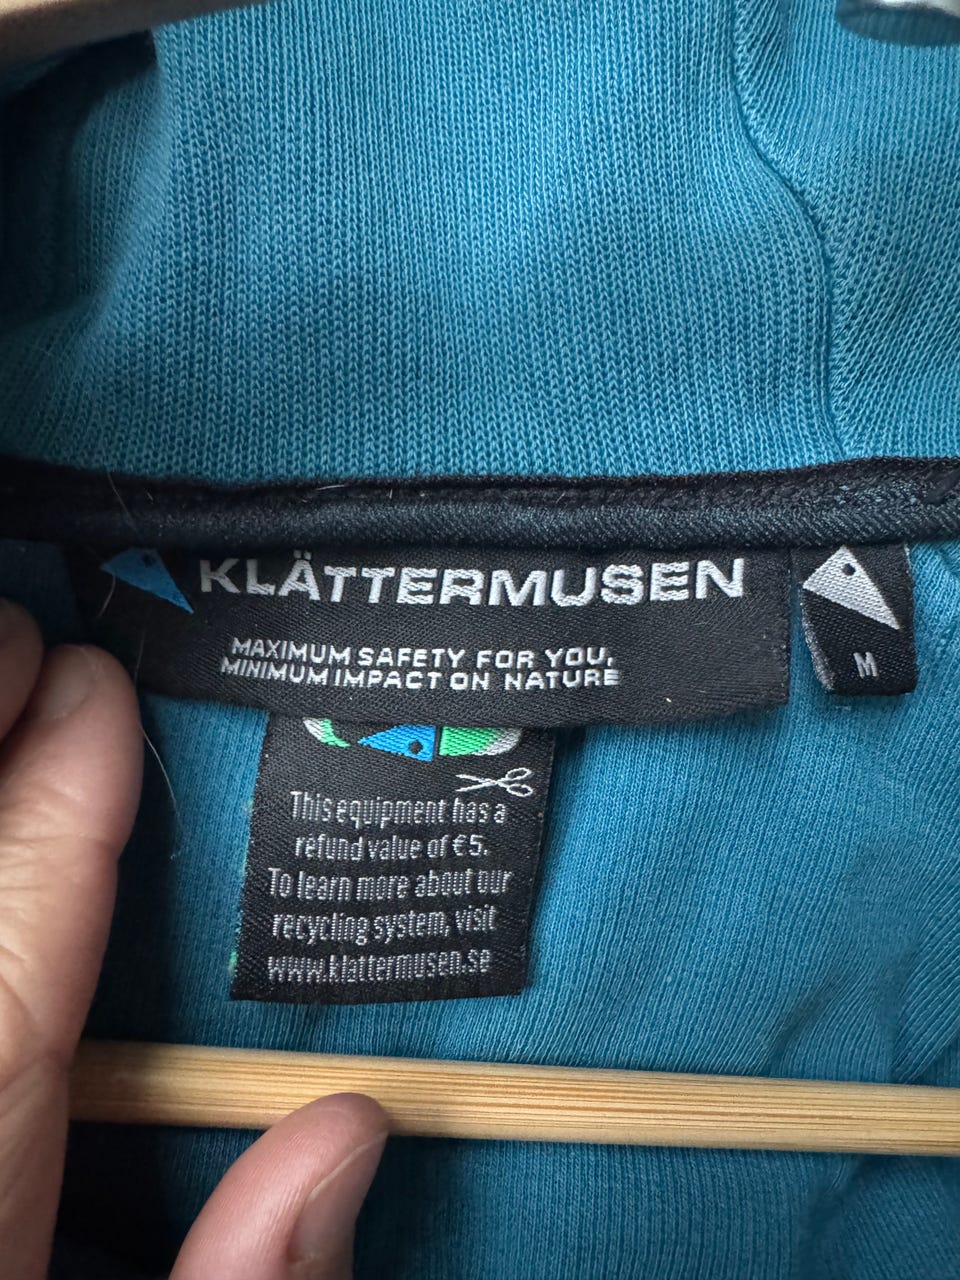 KLÄTTERMUSEN
MAXIMUM SAFETY FOR YOU,
MINIMUM IMPACT ON NATURE
M
This equipment has a
refund value of €5.
To learn more about our
recycling system, visit
www.klattermusen.se